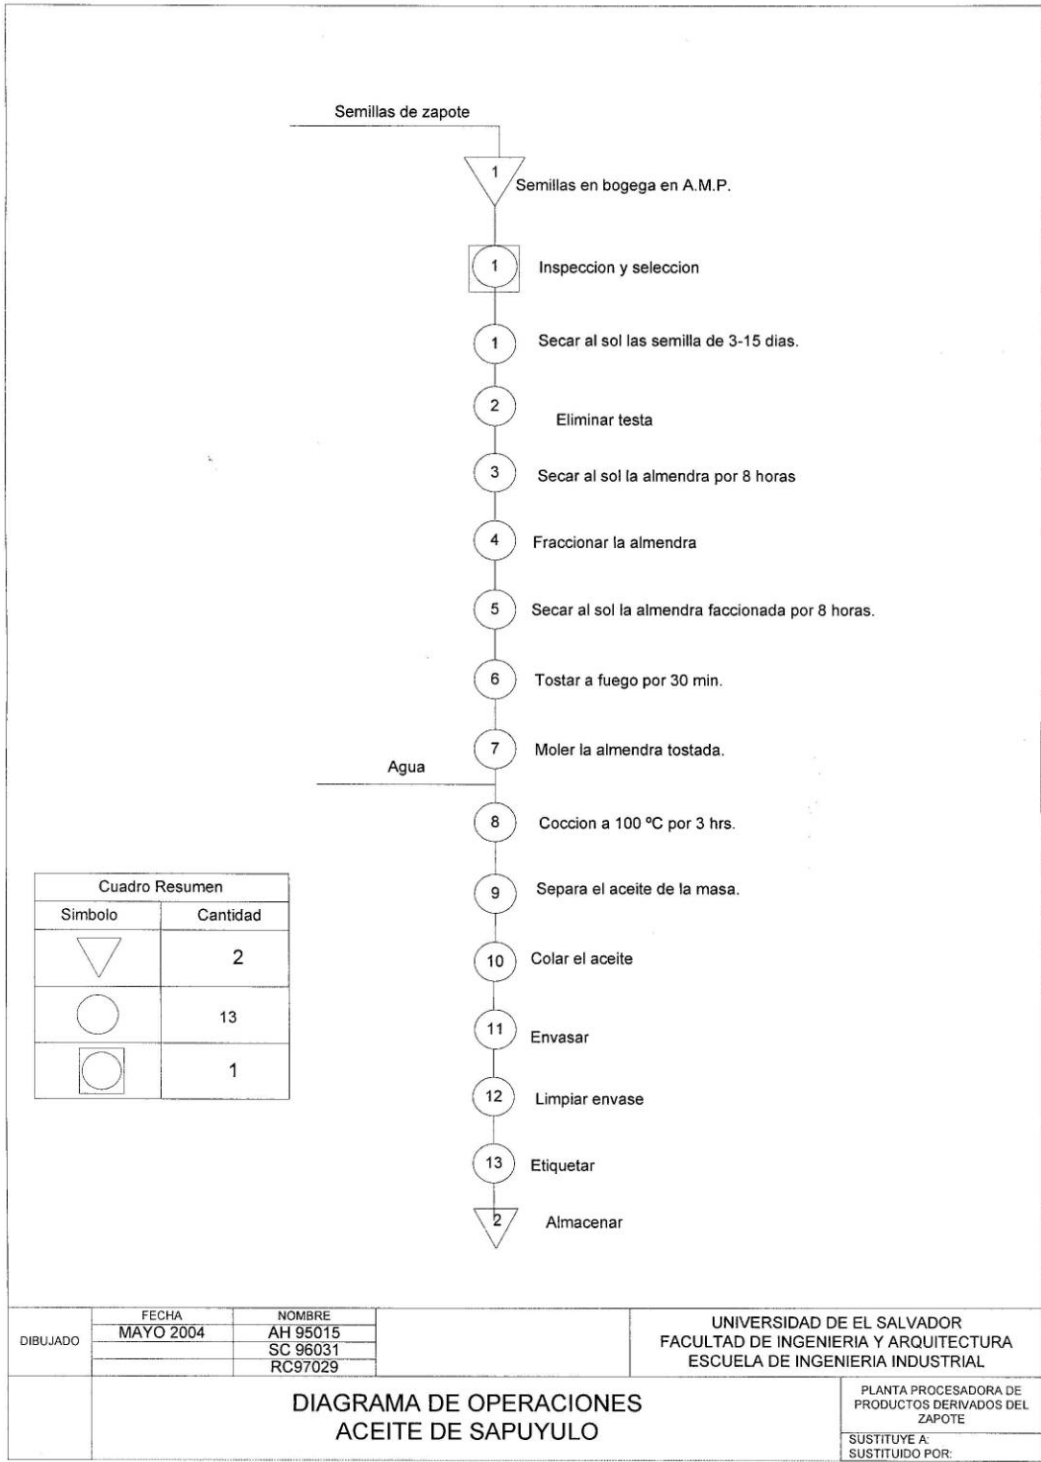 Semillas de zapote
1
Semillas en bogega en A.M.P.
1
Inspeccion y seleccion
1
Secar al sol las semilla de 3-15 dias.
2
Eliminar testa
3
Secar al sol la almendra por 8 horas
4
Fraccionar la almendra
5
Secar al sol la almendra faccionada por 8 horas.
6
Tostar a fuego por 30 min.
7
Moler la almendra tostada.
Agua
8
Coccion a 100 ºC por 3 hrs.
9
Separa el aceite de la masa.
10
Colar el aceite
11
Envasar
12
Limpiar envase
13
Etiquetar
2
Almacenar
Cuadro Resumen
Simbolo
Cantidad
2
13
1
DIBUJADO
FECHA
MAYO 2004
NOMBRE
AH 95015
SC 96031
RC97029
UNIVERSIDAD DE EL SALVADOR
FACULTAD DE INGENIERIA Y ARQUITECTURA
ESCUELA DE INGENIERIA INDUSTRIAL
DIAGRAMA DE OPERACIONES
ACEITE DE SAPUYULO
PLANTA PROCESADORA DE
PRODUCTOS DERIVADOS DEL
ZAPOTE
SUSTITUYE A:
SUSTITUIDO POR: